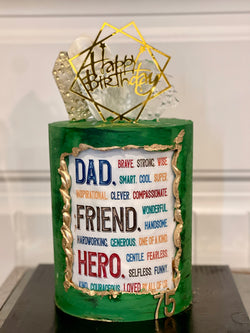 Happy
Birthday
DAD. BRAVE. STRONG. WISE.
SMART. COOL. SUPER.
INSPIRATIONAL. CLEVER. COMPASSIONATE.
FRIEND. WONDERFUL.
HANDSOME.
HARDWORKING. GENEROUS. ONE OF A KIND.
HERO. GENTLE. FEARLESS.
SELFLESS. FUNNY.
KIND. COURAGEOUS. LOVED BY ALL OF US.
75